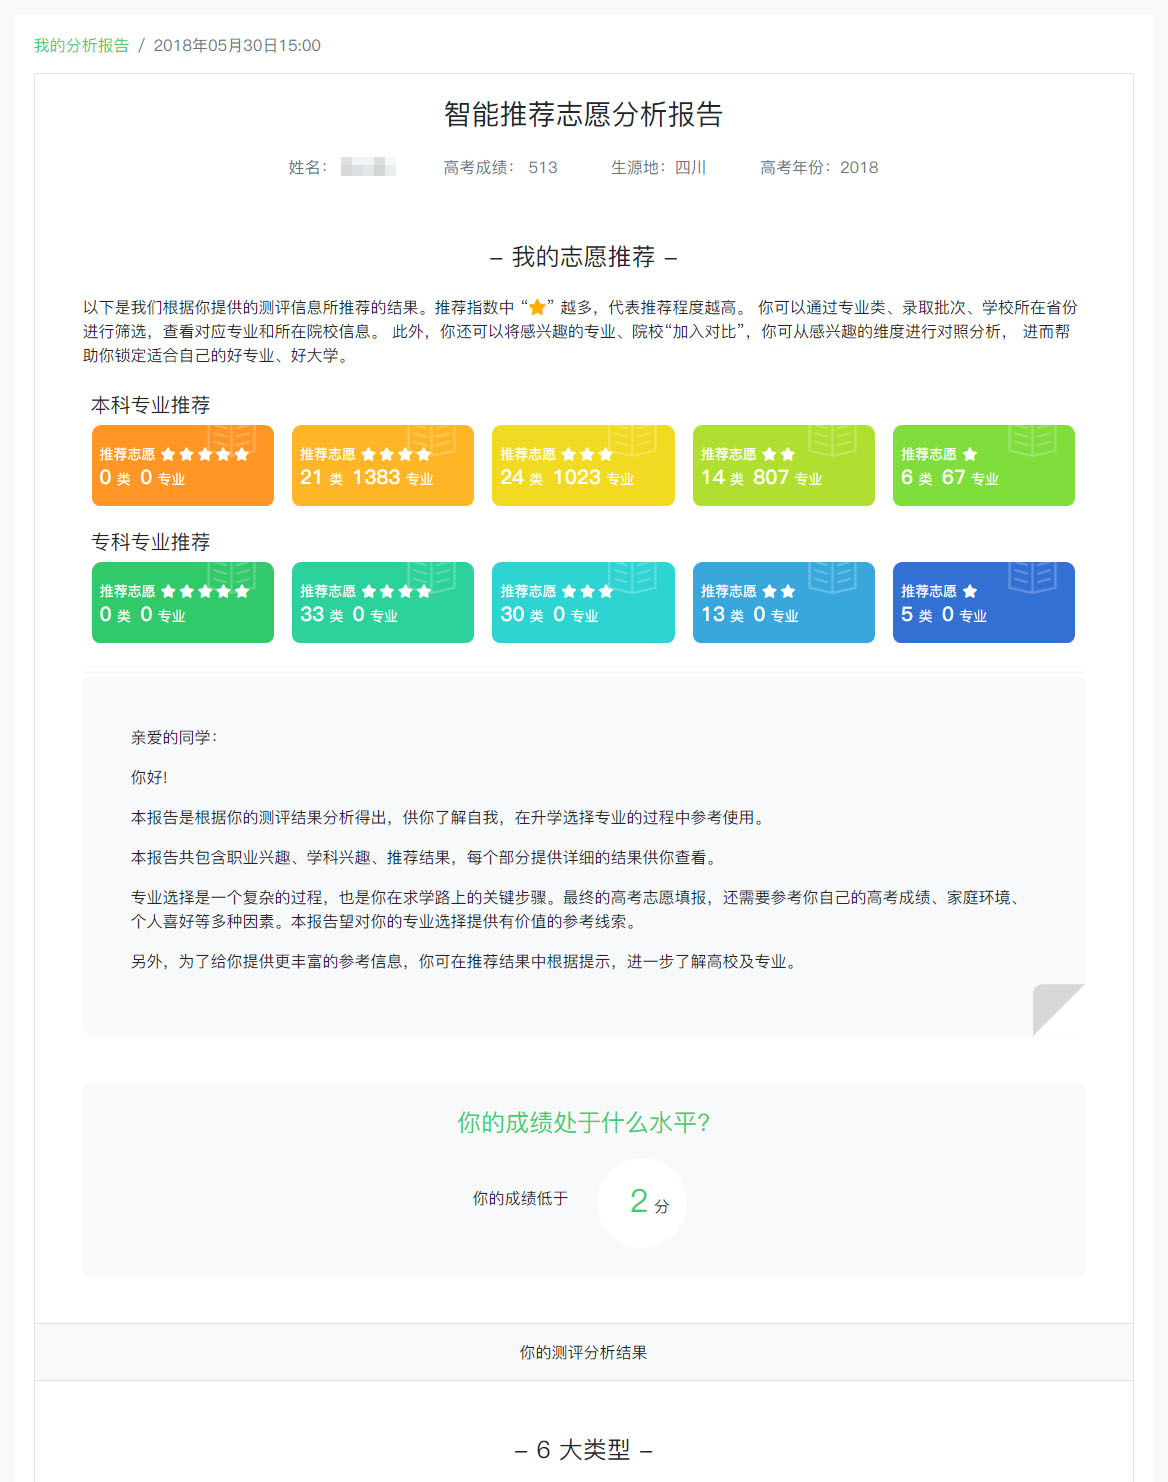 我的分析报告 / 2018年05月30日15:00
智能推荐志愿分析报告
姓名： 高考成绩： 513 生源地：四川 高考年份：2018
– 我的志愿推荐 –
以下是我们根据你提供的测评信息所推荐的结果。推荐指数中 “★” 越多，代表推荐程度越高。 你可以通过专业类、录取批次、学校所在省份
进行筛选，查看对应专业和所在院校信息。 此外，你还可以将感兴趣的专业、院校“加入对比”，你可从感兴趣的维度进行对照分析， 进而帮
助你锁定适合自己的好专业、好大学。
本科专业推荐
推荐志愿 ★★★★★ 推荐志愿 ★★★★ 推荐志愿 ★★★ 推荐志愿 ★★ 推荐志愿 ★
0 类 0 专业 21 类 1383 专业 24 类 1023 专业 14 类 807 专业 6 类 67 专业
专科专业推荐
推荐志愿 ★★★★★ 推荐志愿 ★★★★ 推荐志愿 ★★★ 推荐志愿 ★★ 推荐志愿 ★
0 类 0 专业 33 类 0 专业 30 类 0 专业 13 类 0 专业 5 类 0 专业
亲爱的同学：
你好！
本报告是根据你的测评结果分析得出，供你了解自我，在升学选择专业的过程中参考使用。
本报告共包含职业兴趣、学科兴趣、推荐结果，每个部分提供详细的结果供你查看。
专业选择是一个复杂的过程，也是你在求学路上的关键步骤。最终的高考志愿填报，还需要参考你自己的高考成绩、家庭环境、
个人喜好等多种因素。本报告望对你的专业选择提供有价值的参考线索。
另外，为了给你提供更丰富的参考信息，你可在推荐结果中根据提示，进一步了解高校及专业。
你的成绩处于什么水平?
你的成绩低于 2 分
你的测评分析结果
– 6 大类型 –